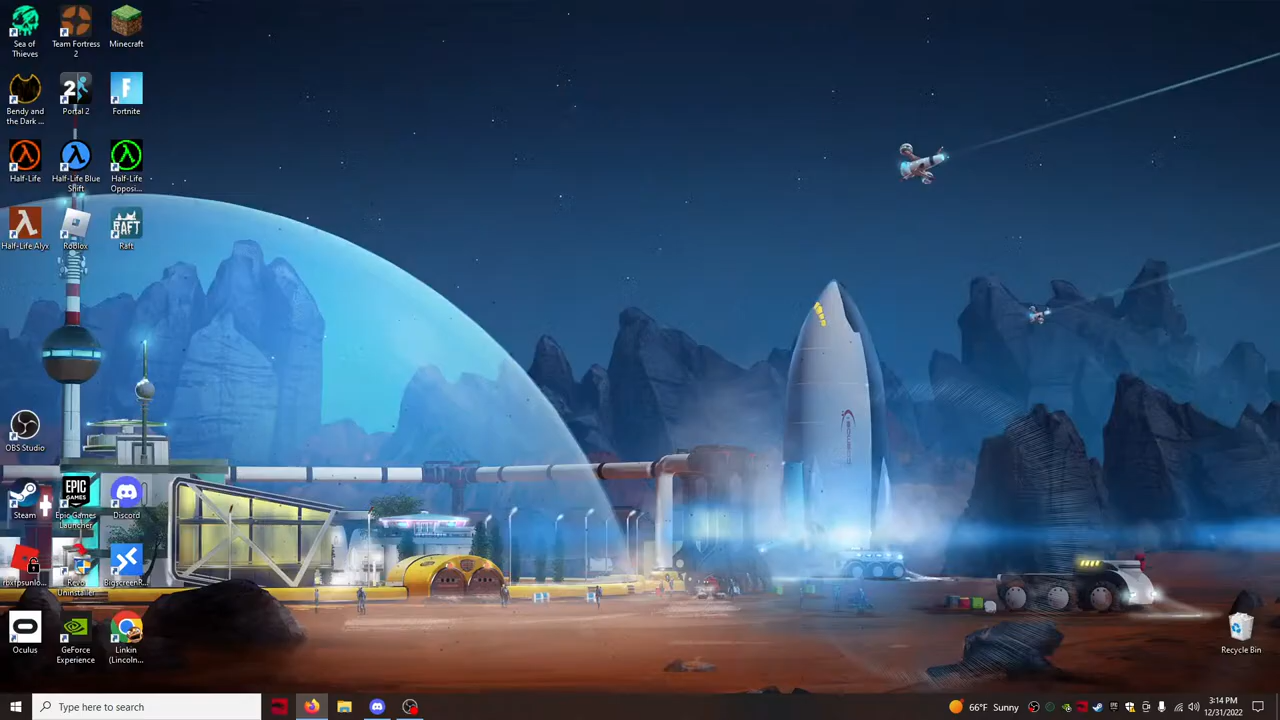 Sea of
Thieves
Team Fortress
2
Minecraft
Bendy and
the Dark ...
2
Portal 2
F
Fortnite
Half-Life
Half-Life Blue
Shift
Half-Life
Opposi...
Half-Life Alyx
Roblox
RAFT
Raft
OBS Studio
Steam
EPIC
GAMES
Epic Games
Launcher
Discord
rbxfpsunlo...
Revo
Uninstaller
BigscreenR...
Oculus
GeForce
Experience
Linkin
(Lincoln...
Recycle Bin
Type here to search
66°F Sunny
3:14 PM
12/31/2022